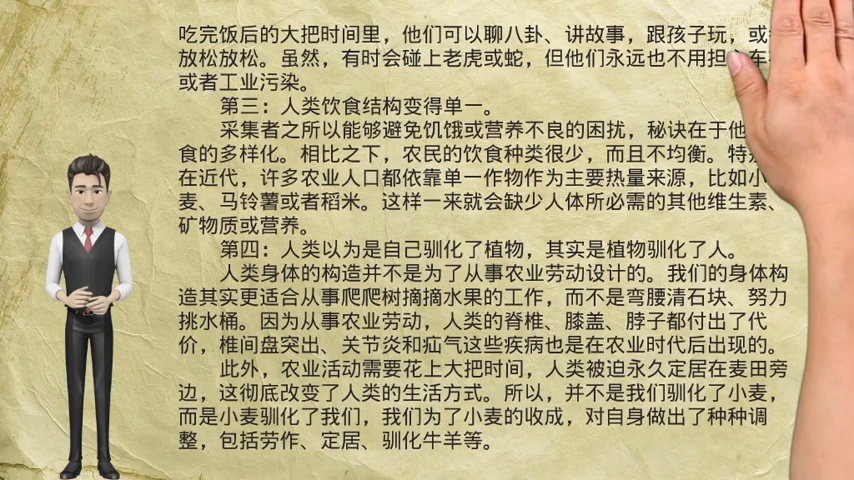 吃完饭后的大把时间里，他们可以聊八卦、讲故事，跟孩子玩，或
放松放松。虽然，有时会碰上老虎或蛇，但他们永远也不用担心车
或者工业污染。
第三：人类饮食结构变得单一。
采集者之所以能够避免饥饿或营养不良的困扰，秘诀在于他
食的多样化。相比之下，农民的饮食种类很少，而且不均衡。特
在近代，许多农业人口都依靠单一作物作为主要热量来源，比如小
麦、马铃薯或者稻米。这样一来就会缺少人体所必需的其他维生素、
矿物质或营养。
第四：人类以为是自己驯化了植物，其实是植物驯化了人。
人类身体的构造并不是为了从事农业劳动设计的。我们的身体构
造其实更适合从事爬爬树摘摘水果的工作，而不是弯腰清石块、努力
挑水桶。因为从事农业劳动，人类的脊椎、膝盖、脖子都付出了代
价，椎间盘突出、关节炎和疝气这些疾病也是在农业时代后出现的。
此外，农业活动需要花上大把时间，人类被迫永久定居在麦田旁
边，这彻底改变了人类的生活方式。所以，并不是我们驯化了小麦，
而是小麦驯化了我们，我们为了小麦的收成，对自身做出了种种调
整，包括劳作、定居、驯化牛羊等。